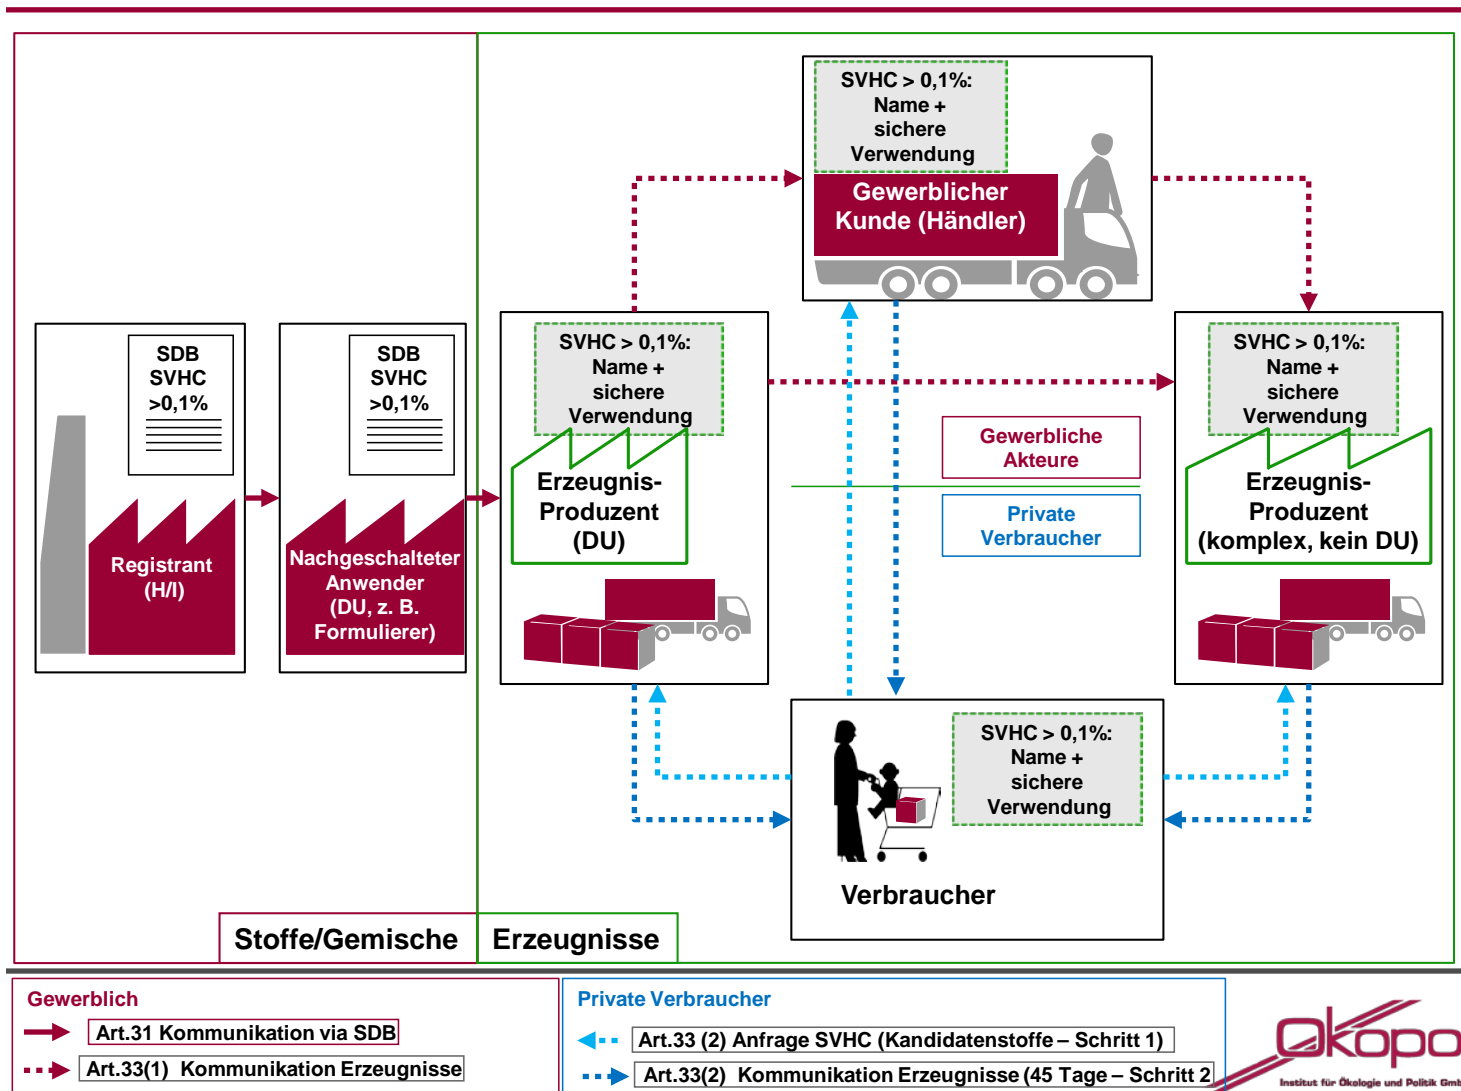 SVHC > 0,1%:
Name +
sichere
Verwendung
Gewerblicher
Kunde (Händler)
SDB
SVHC
>0,1%
Registrant
(H/I)
SDB
SVHC
>0,1%
Nachgeschalteter
Anwender
(DU, z. B.
Formulierer)
SVHC > 0,1%:
Name +
sichere
Verwendung
Erzeugnis-
Produzent
(DU)
Gewerbliche
Akteure
Private
Verbraucher
SVHC > 0,1%:
Name +
sichere
Verwendung
Erzeugnis-
Produzent
(komplex, kein DU)
SVHC > 0,1%:
Name +
sichere
Verwendung
Verbraucher
Stoffe/Gemische
Erzeugnisse
Gewerblich
Art.31 Kommunikation via SDB
Art.33(1) Kommunikation Erzeugnisse
Private Verbraucher
Art.33 (2) Anfrage SVHC (Kandidatenstoffe – Schritt 1)
Art.33(2) Kommunikation Erzeugnisse (45 Tage – Schritt 2
Ökopol
Institut für Ökologie und Politik GmbH